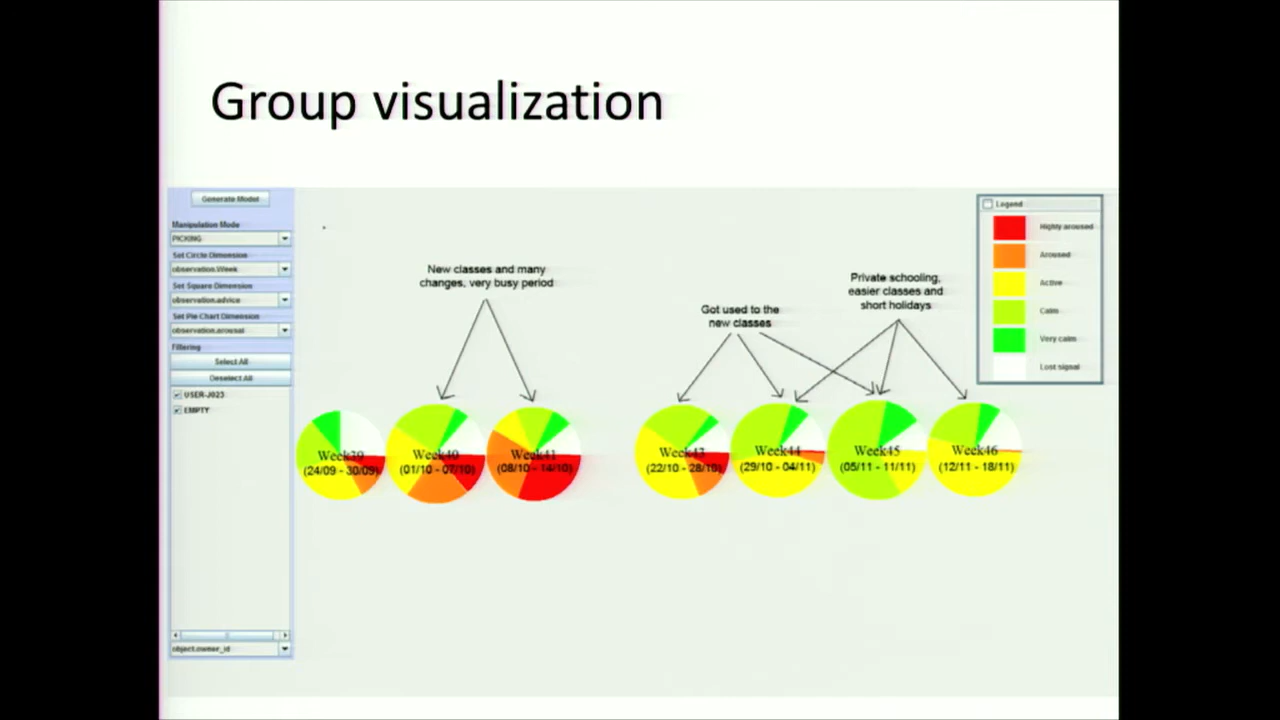 Group visualization
Generate Model
Manipulation Mode
PICKING
Set Circle Dimension
observation.Week
Set Square Dimension
observation.advice
Set Pie Chart Dimension
observation.arousal
Filtering
Select All
Deselect All
USER-J023
EMPTY
object.owner_id
New classes and many
changes, very busy period
Got used to the
new classes
Private schooling,
easier classes and
short holidays
Week39
(24/09 - 30/09)
Week40
(01/10 - 07/10)
Week41
(08/10 - 14/10)
Week43
(22/10 - 28/10)
Week44
(29/10 - 04/11)
Week45
(05/11 - 11/11)
Week46
(12/11 - 18/11)
Legend
Highly aroused
Aroused
Active
Calm
Very calm
Lost signal